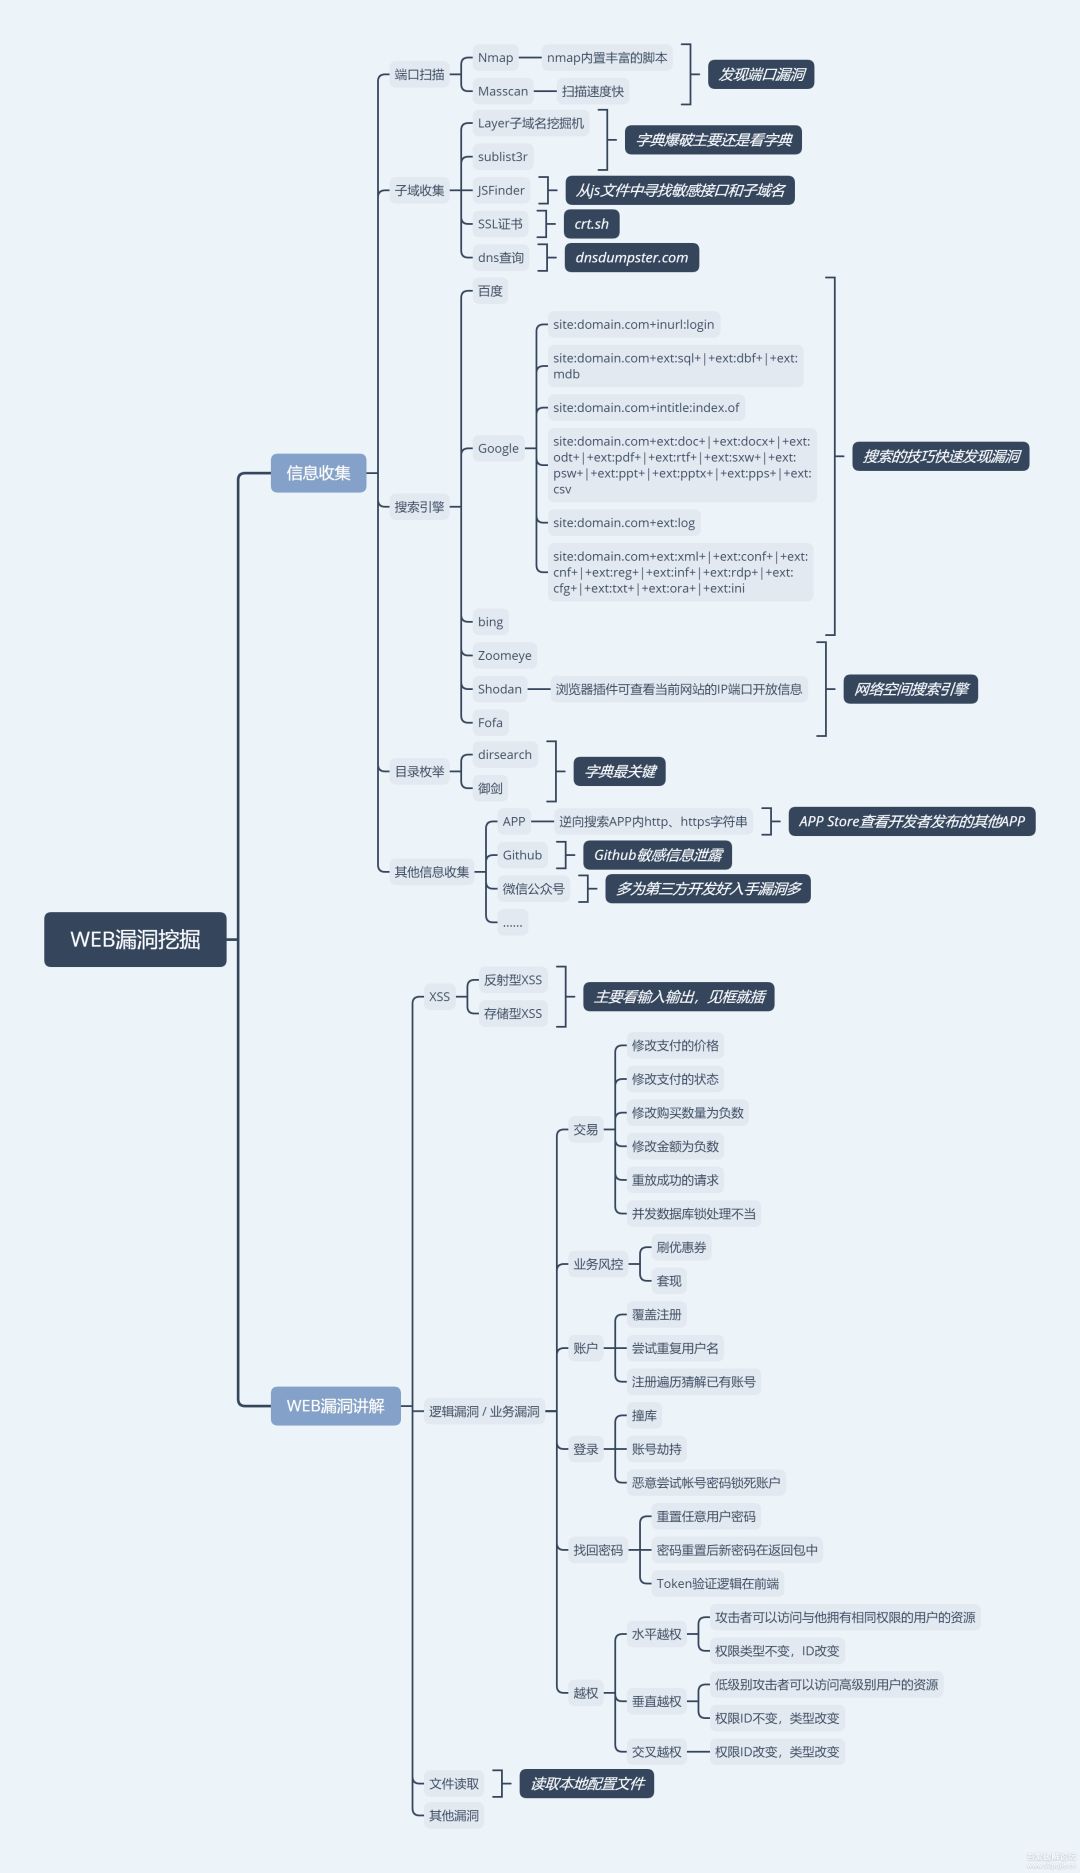 WEB漏洞挖掘
信息收集
端口扫描
Nmap
nmap内置丰富的脚本
Masscan
扫描速度快
发现端口漏洞
子域收集
Layer子域名挖掘机
sublist3r
字典爆破主要还是看字典
JSFinder
从js文件中寻找敏感接口和子域名
SSL证书
crt.sh
dns查询
dnsdumpster.com
搜索引擎
百度
Google
site:domain.com+inurl:login
site:domain.com+ext:sql+|+ext:dbf+|+ext:
mdb
site:domain.com+intitle:index.of
site:domain.com+ext:doc+|+ext:docx+|+ext:
odt+|+ext:pdf+|+ext:rtf+|+ext:sxw+|+ext:
psw+|+ext:ppt+|+ext:pptx+|+ext:pps+|+ext:
csv
site:domain.com+ext:log
site:domain.com+ext:xml+|+ext:conf+|+ext:
cnf+|+ext:reg+|+ext:inf+|+ext:rdp+|+ext:
cfg+|+ext:txt+|+ext:ora+|+ext:ini
bing
搜索的技巧快速发现漏洞
Zoomeye
Shodan
浏览器插件可查看当前网站的IP端口开放信息
Fofa
网络空间搜索引擎
目录枚举
dirsearch
御剑
字典最关键
其他信息收集
APP
逆向搜索APP内http、https字符串
APP Store查看开发者发布的其他APP
Github
Github敏感信息泄露
微信公众号
多为第三方开发好入手漏洞多
......
WEB漏洞讲解
XSS
反射型XSS
存储型XSS
主要看输入输出，见框就插
逻辑漏洞 / 业务漏洞
交易
修改支付的价格
修改支付的状态
修改购买数量为负数
修改金额为负数
重放成功的请求
并发数据库锁处理不当
业务风控
刷优惠券
套现
账户
覆盖注册
尝试重复用户名
注册遍历猜解已有账号
登录
撞库
账号劫持
恶意尝试帐号密码锁死账户
找回密码
重置任意用户密码
密码重置后新密码在返回包中
Token验证逻辑在前端
越权
水平越权
攻击者可以访问与他拥有相同权限的用户的资源
权限类型不变，ID改变
垂直越权
低级别攻击者可以访问高级别用户的资源
权限ID不变，类型改变
交叉越权
权限ID改变，类型改变
文件读取
读取本地配置文件
其他漏洞